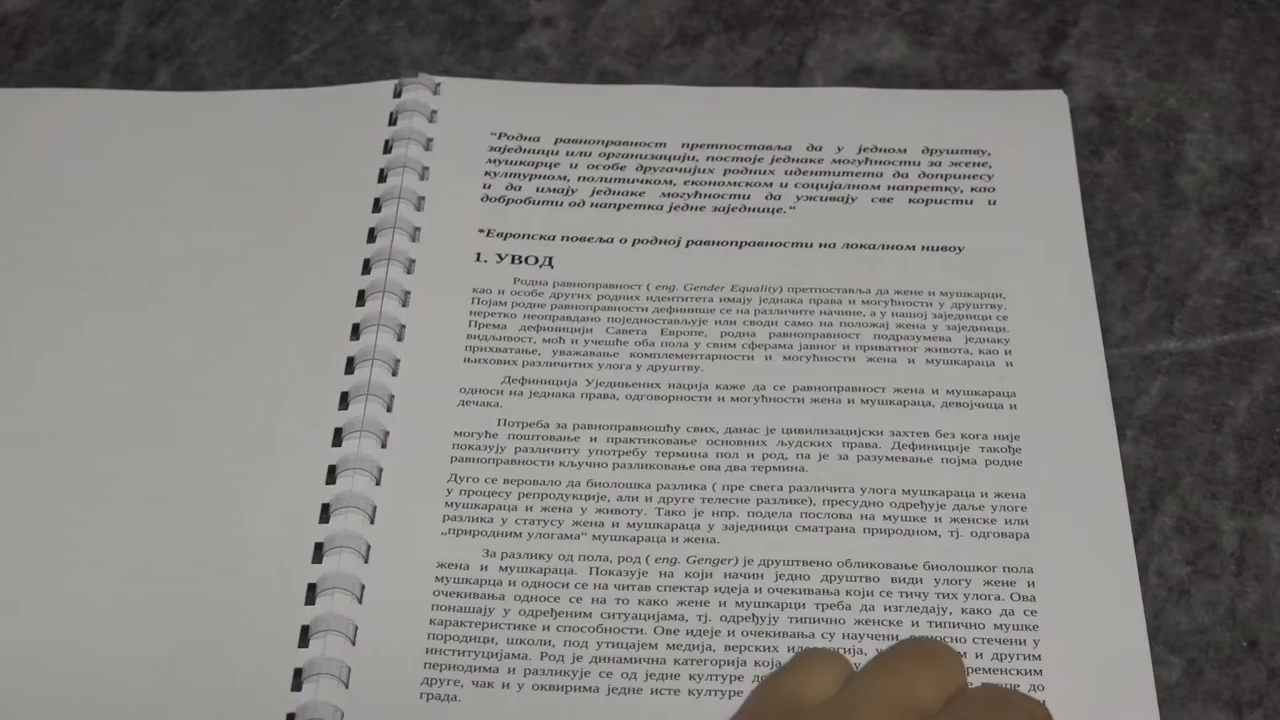 “Родна равноправност претпоставља да у једном друштву,
заједници или организацији, постоје једнаке могућности за жене,
мушкарце и особе другачијих родних идентитета да допринесу
културном, политичком, економском и социјалном напретку, као
и да имају једнаке могућности да уживају све користи и
добробити од напретка једне заједнице.“
*Европска повеља о родној равноправности на локалном нивоу
1. УВОД
Родна равноправност ( eng. Gender Equality) претпоставља да жене и мушкарци,
као и особе других родних идентитета имају једнака права и могућности у друштву.
Појам родне равноправности дефинише се на различите начине, а у нашој заједници се
неретко неоправдано поједностављује или своди само на положај жена у заједници.
Према дефиницији Савета Европе, родна равноправност подразумева једнаку
видљивост, моћ и учешће оба пола у свим сферама јавног и приватног живота, као и
прихватање, уважавање комплементарности и могућности жена и мушкараца и
њихових различитих улога у друштву.
Дефиниција Уједињених нација каже да се равноправност жена и мушкараца
односи на једнака права, одговорности и могућности жена и мушкараца, девојчица и
дечака.
Потреба за равноправношћу свих, данас је цивилизацијски захтев без кога није
могуће поштовање и практиковање основних људских права. Дефиниције такође
показују различиту употребу термина пол и род, па је за разумевање појма родне
равноправности кључно разликовање ова два термина.
Дуго се веровало да биолошка разлика ( пре свега различита улога мушкараца и жена
у процесу репродукције, али и друге телесне разлике), пресудно одређује даље улоге
мушкараца и жена у животу. Тако је нпр. подела послова на мушке и женске или
разлика у статусу жена и мушкараца у заједници сматрана природном, тј. одговара
„природним улогама“ мушкараца и жена.
За разлику од пола, род ( eng. Genger) је друштвено обликовање биолошког пола
жена и мушкараца. Показује на који начин једно друштво види улогу жене и
мушкарца и односи се на читав спектар идеја и очекивања који се тичу тих улога. Ова
очекивања односе се на то како жене и мушкарци треба да изгледају, како да се
понашају у одређеним ситуацијама, тј. одређују типично женске и типично мушке
карактеристике и способности. Ове идеје и очекивања су научени, односно стечени у
породици, школи, под утицајем медија, верских идеологија, и другим
институцијама. Род је динамична категорија која
периодима и разликује се од једне културе до
друге, чак и у оквирима једне исте културе
града.